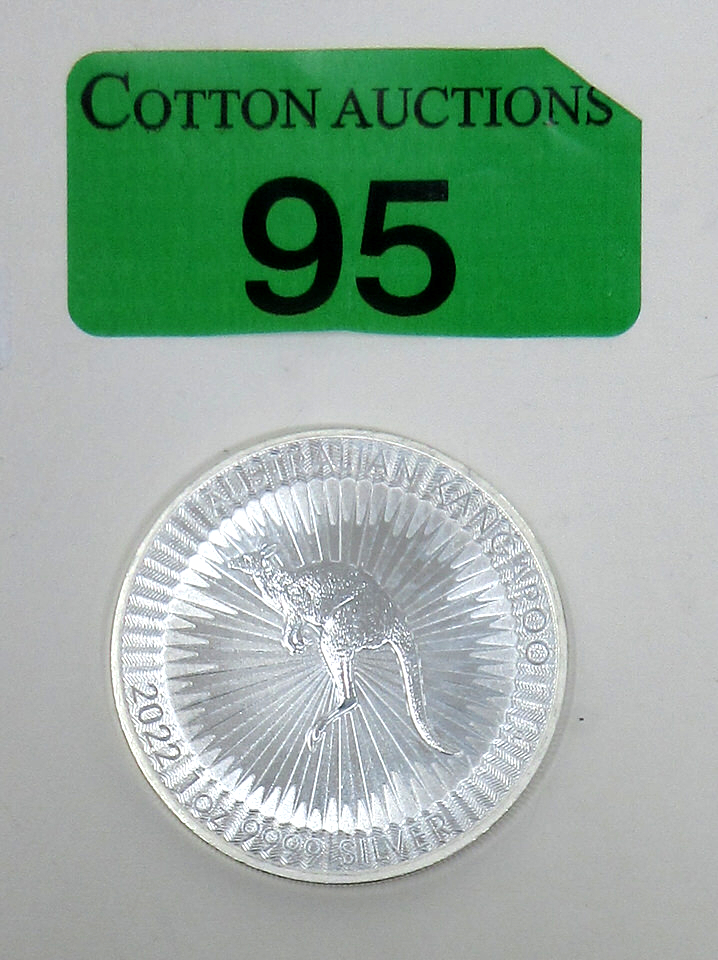 COTTON AUCTIONS
95
AUSTRALIAN KANGAROO
2022 1oz 9999 SILVER